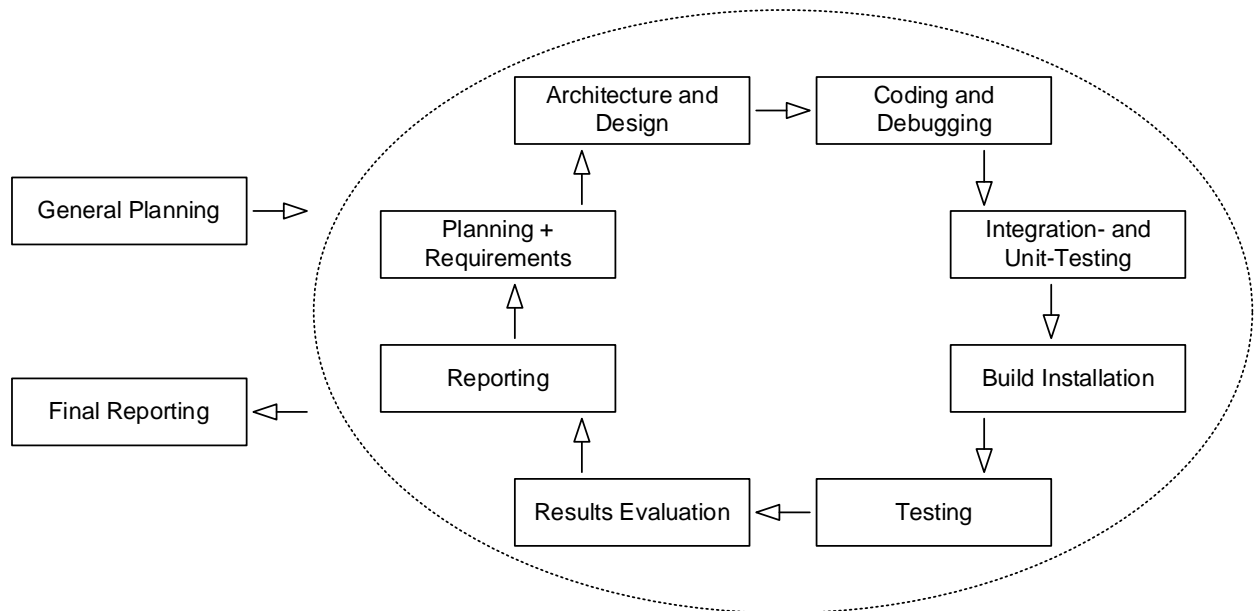 Architecture and
Design
Coding and
Debugging
General Planning
Planning +
Requirements
Integration- and
Unit-Testing
Reporting
Build Installation
Final Reporting
Results Evaluation
Testing